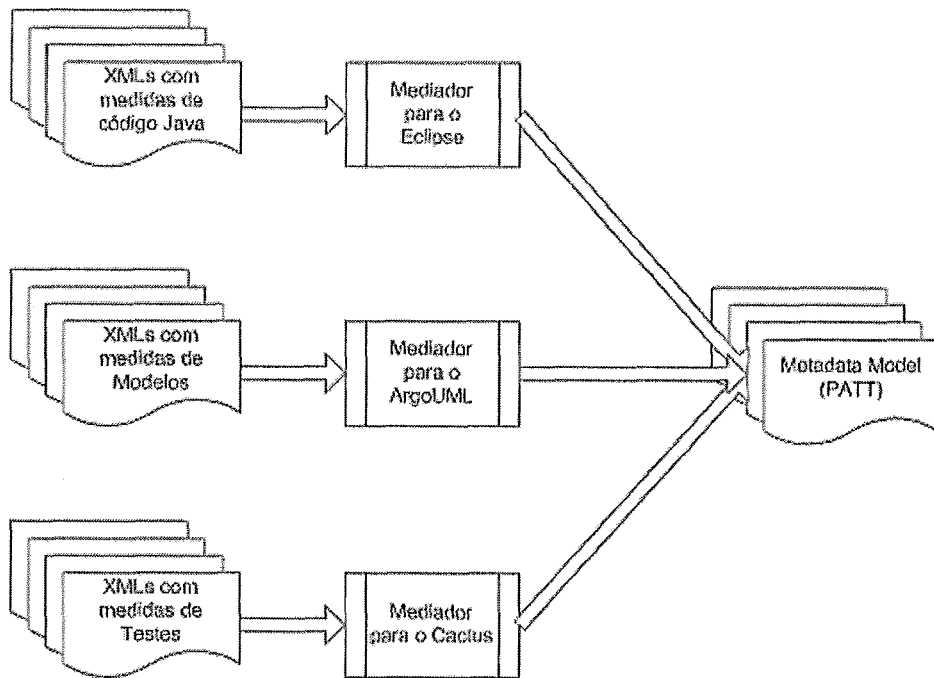 XMLs com
medidas de
código Java
Mediador
para o
Eclipse
XMLs com
medidas de
Modelos
Mediador
para o
ArgoUML
Metadata Model
(PATT)
XMLs com
medidas de
Testes
Mediador
para o Cactus